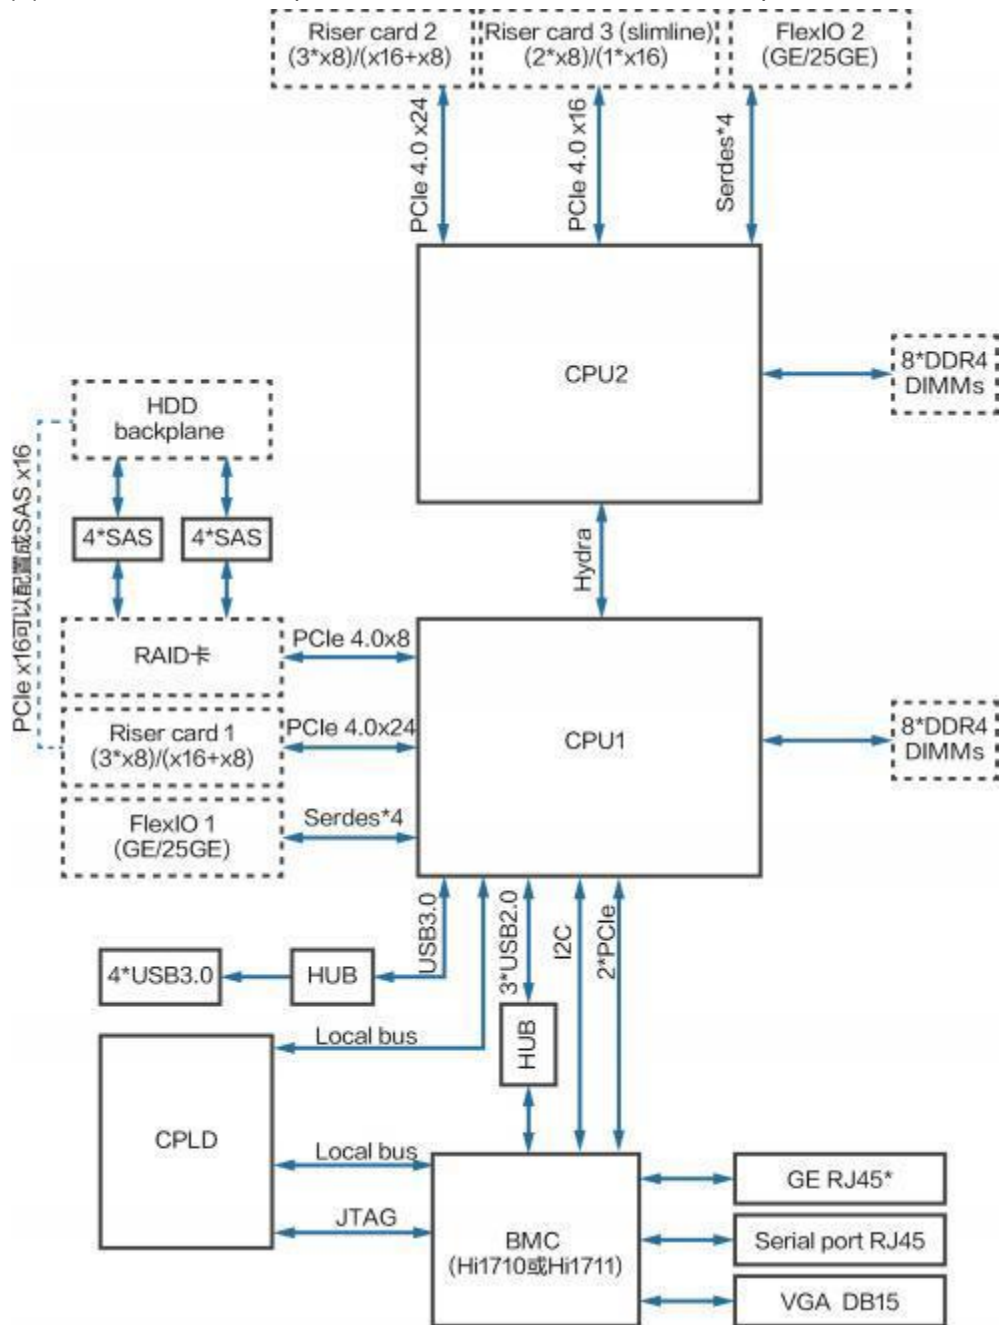 Riser card 2
(3*x8)/(x16+x8)
Riser card 3 (slimline)
(2*x8)/(1*x16)
FlexIO 2
(GE/25GE)
PCIe 4.0 x24
PCIe 4.0 x16
Serdes*4
CPU2
8*DDR4
DIMMs
HDD
backplane
PCIe x16可以配置成SAS x16
4*SAS
4*SAS
Hydra
RAID卡
PCIe 4.0x8
Riser card 1
(3*x8)/(x16+x8)
PCIe 4.0x24
CPU1
8*DDR4
DIMMs
FlexIO 1
(GE/25GE)
Serdes*4
USB3.0
3*USB2.0
I2C
2*PCIe
4*USB3.0
HUB
HUB
Local bus
CPLD
Local bus
JTAG
BMC
(Hi1710或Hi1711)
GE RJ45*
Serial port RJ45
VGA DB15